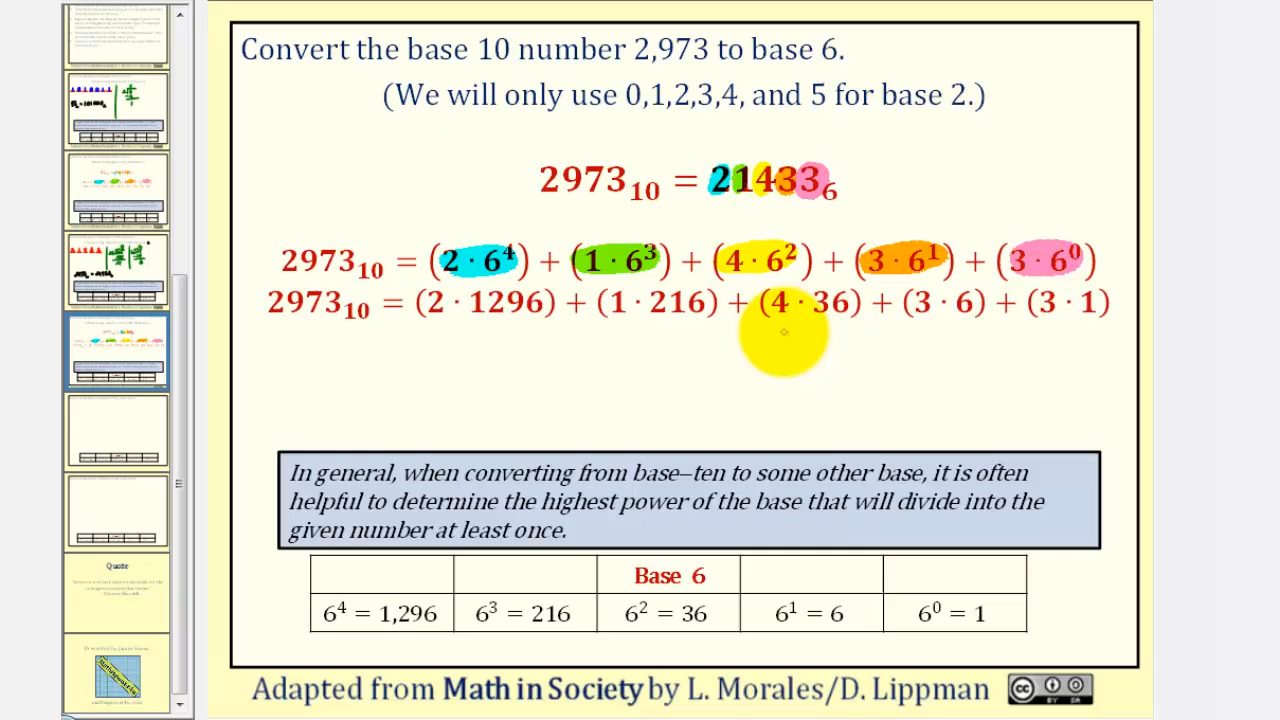 Convert the base 10 number 2,973 to base 6.
(We will only use 0,1,2,3,4, and 5 for base 2.)
2973₁₀ = 21433₆
2973₁₀ = (2 · 6⁴) + (1 · 6³) + (4 · 6²) + (3 · 6¹) + (3 · 6⁰)
2973₁₀ = (2 · 1296) + (1 · 216) + (4 · 36) + (3 · 6) + (3 · 1)
In general, when converting from base–ten to some other base, it is often
helpful to determine the highest power of the base that will divide into the
given number at least once.
Base 6
6⁴ = 1,296 6³ = 216 6² = 36 6¹ = 6 6⁰ = 1
Adapted from Math in Society by L. Morales/D. Lippman
cc BY SA
Quote